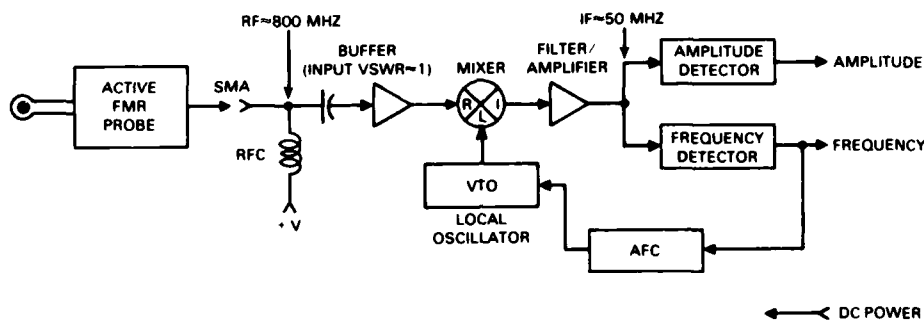 RF≈800 MHZ
IF≈50 MHZ
BUFFER
(INPUT VSWR≈1)
MIXER
FILTER/
AMPLIFIER
AMPLITUDE
DETECTOR
AMPLITUDE
ACTIVE
FMR
PROBE
SMA
R
I
L
RFC
FREQUENCY
DETECTOR
FREQUENCY
+ V
VTO
LOCAL
OSCILLATOR
AFC
DC POWER